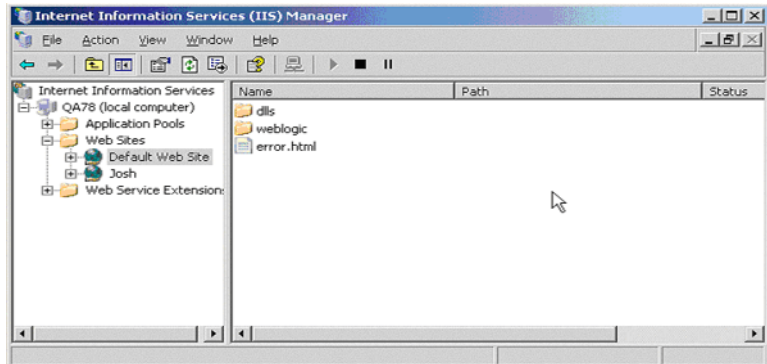 Internet Information Services (IIS) Manager
File Action View Window Help
Internet Information Services
QA78 (local computer)
Application Pools
Web Sites
Default Web Site
Josh
Web Service Extension
Name Path Status
dlls
weblogic
error.html